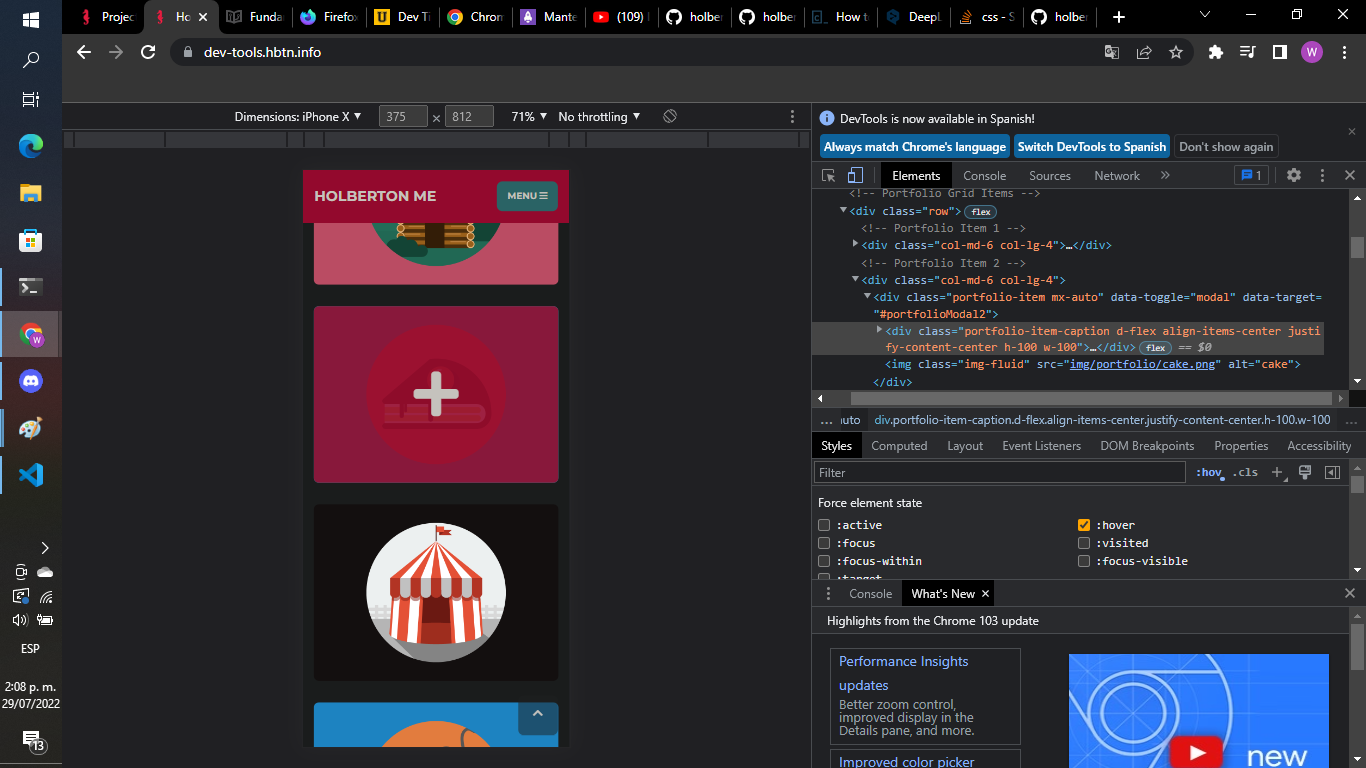 Project
Ho
Funda
Firefox
Dev Ti
Chrom
Mante
(109)
holber
holber
How to
DeepL
css - S
holber
dev-tools.hbtn.info
W
Dimensions: iPhone X ▼ 375 × 812 71% ▼ No throttling ▼
DevTools is now available in Spanish!
Always match Chrome's language Switch DevTools to Spanish Don't show again
Elements Console Sources Network » 1
<!-- Portfolio Grid Items -->
▼<div class="row"> flex
<!-- Portfolio Item 1 -->
▶<div class="col-md-6 col-lg-4">…</div>
<!-- Portfolio Item 2 -->
▼<div class="col-md-6 col-lg-4">
▼<div class="portfolio-item mx-auto" data-toggle="modal" data-target=
"#portfolioModal2">
▶<div class="portfolio-item-caption d-flex align-items-center justi
fy-content-center h-100 w-100">…</div> flex == $0
<img class="img-fluid" src="img/portfolio/cake.png" alt="cake">
</div>
… auto div.portfolio-item-caption.d-flex.align-items-center.justify-content-center.h-100.w-100 …
Styles Computed Layout Event Listeners DOM Breakpoints Properties Accessibility
Filter :hov .cls
Force element state
:active :hover
:focus :visited
:focus-within :focus-visible
:target
Console What's New ×
Highlights from the Chrome 103 update
Performance Insights
updates
Better zoom control,
improved display in the
Details pane, and more.
Improved color picker
new
HOLBERTON ME
MENU
ESP
2:08 p. m.
29/07/2022
13